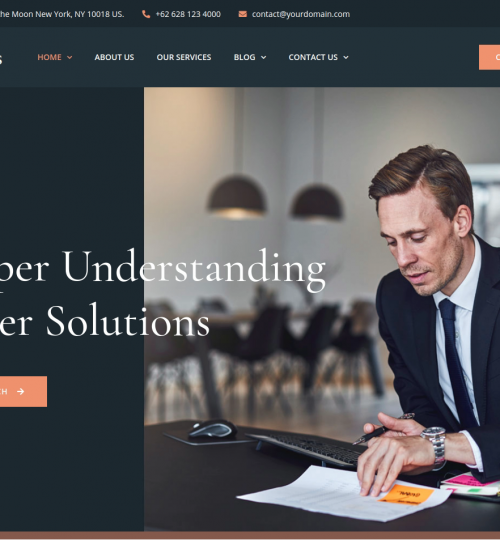 the Moon New York, NY 10018 US. +62 628 123 4000 contact@yourdomain.com
HOME ABOUT US OUR SERVICES BLOG CONTACT US
per Understanding
er Solutions